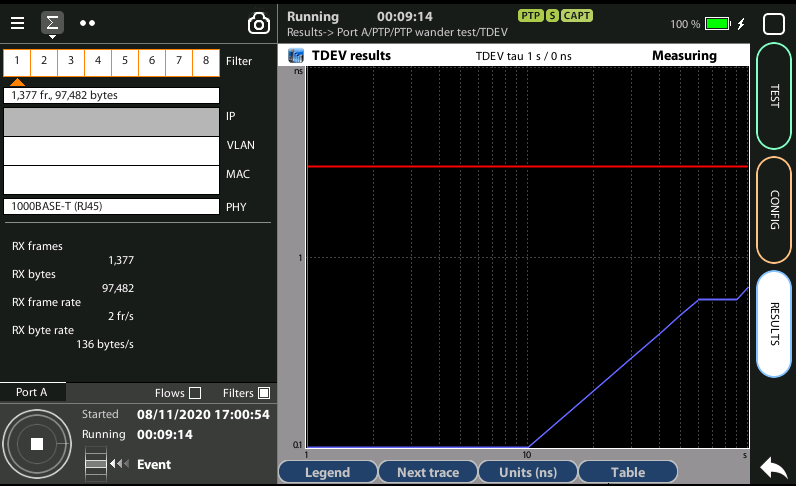 Running 00:09:14 PTP S CAPT 100 %
Results-> Port A/PTP/PTP wander test/TDEV
1 2 3 4 5 6 7 8 Filter
1,377 fr., 97,482 bytes
IP
VLAN
MAC
1000BASE-T (RJ45) PHY
RX frames
1,377
RX bytes
97,482
RX frame rate
2 fr/s
RX byte rate
136 bytes/s
Port A Flows Filters
Started 08/11/2020 17:00:54
Running 00:09:14
Event
TDEV results TDEV tau 1 s / 0 ns Measuring
ns
1
0.1
1 10 s
Legend Next trace Units (ns) Table
TEST
CONFIG
RESULTS